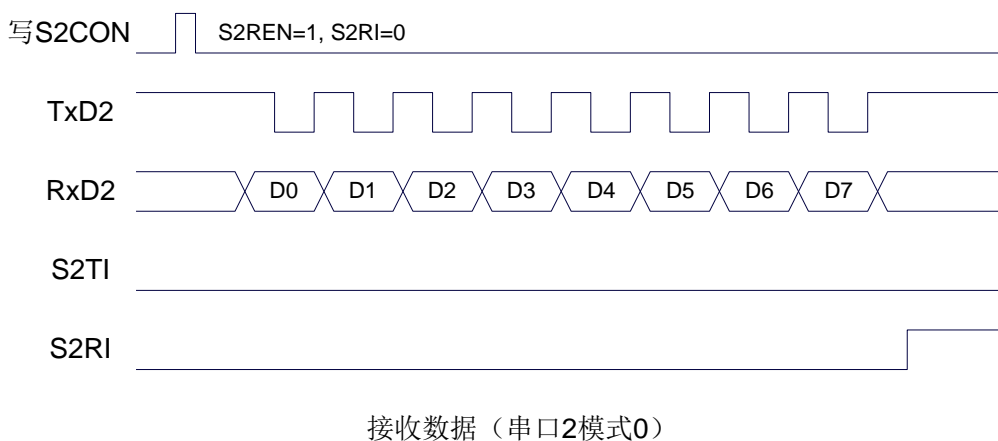 写S2CON
S2REN=1, S2RI=0
TxD2
RxD2
D0 D1 D2 D3 D4 D5 D6 D7
S2TI
S2RI
接收数据（串口2模式0）